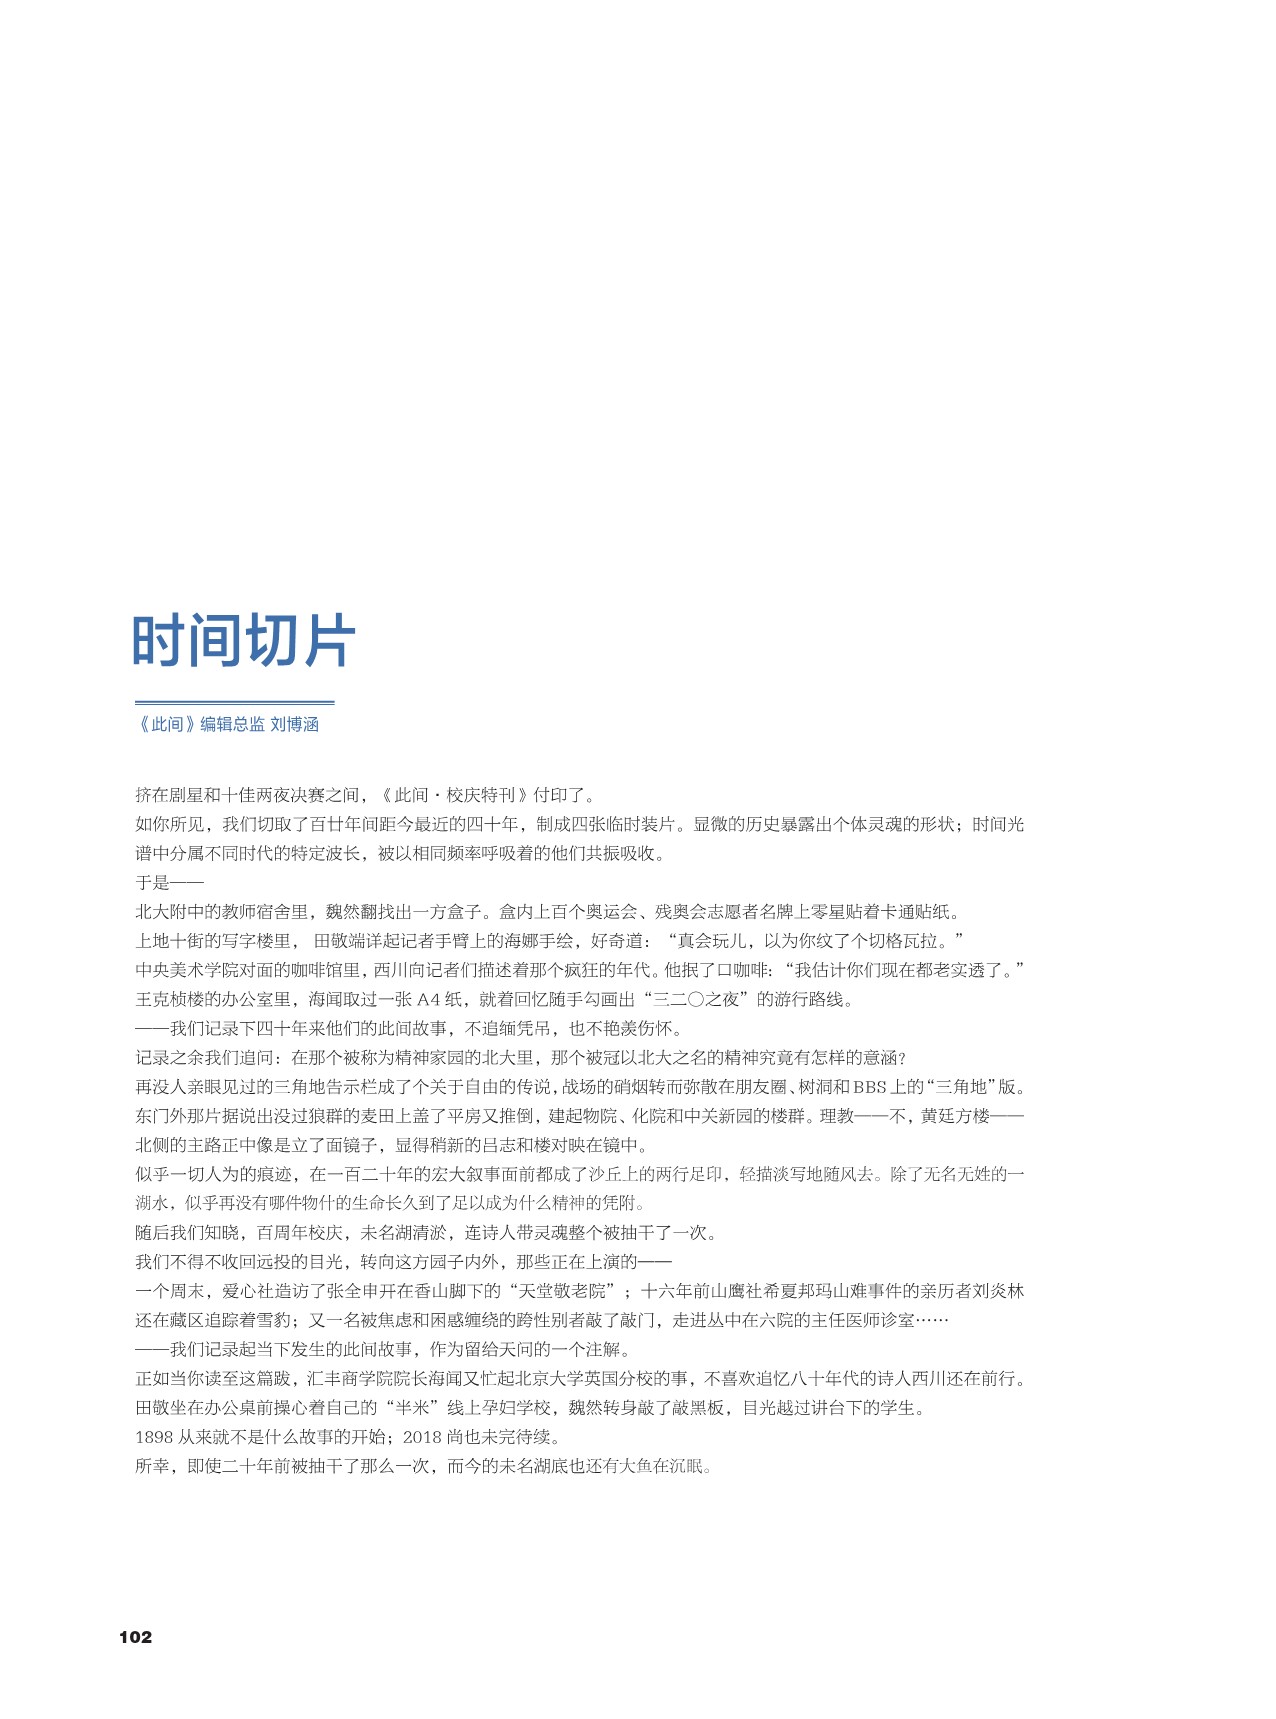 时间切片
《此间》编辑总监 刘博涵
挤在剧星和十佳两夜决赛之间，《此间·校庆特刊》付印了。
如你所见，我们切取了百廿年间距今最近的四十年，制成四张临时装片。显微的历史暴露出个体灵魂的形状；时间光
谱中分属不同时代的特定波长，被以相同频率呼吸着的他们共振吸收。
于是——
北大附中的教师宿舍里，魏然翻找出一方盒子。盒内上百个奥运会、残奥会志愿者名牌上零星贴着卡通贴纸。
上地十街的写字楼里， 田敬端详起记者手臂上的海娜手绘，好奇道：“真会玩儿，以为你纹了个切格瓦拉。”
中央美术学院对面的咖啡馆里，西川向记者们描述着那个疯狂的年代。他抿了口咖啡：“我估计你们现在都老实透了。”
王克桢楼的办公室里，海闻取过一张 A4 纸，就着回忆随手勾画出“三二〇之夜”的游行路线。
——我们记录下四十年来他们的此间故事，不追缅凭吊，也不艳羡伤怀。
记录之余我们追问：在那个被称为精神家园的北大里，那个被冠以北大之名的精神究竟有怎样的意涵？
再没人亲眼见过的三角地告示栏成了个关于自由的传说，战场的硝烟转而弥散在朋友圈、树洞和 BBS 上的“三角地”版。
东门外那片据说出没过狼群的麦田上盖了平房又推倒，建起物院、化院和中关新园的楼群。理教——不，黄廷方楼——
北侧的主路正中像是立了面镜子，显得稍新的吕志和楼对映在镜中。
似乎一切人为的痕迹，在一百二十年的宏大叙事面前都成了沙丘上的两行足印，轻描淡写地随风去。除了无名无姓的一
湖水，似乎再没有哪件物什的生命长久到了足以成为什么精神的凭附。
随后我们知晓，百周年校庆，未名湖清淤，连诗人带灵魂整个被抽干了一次。
我们不得不收回远投的目光，转向这方园子内外，那些正在上演的——
一个周末，爱心社造访了张全申开在香山脚下的“天堂敬老院”；十六年前山鹰社希夏邦玛山难事件的亲历者刘炎林
还在藏区追踪着雪豹；又一名被焦虑和困惑缠绕的跨性别者敲了敲门，走进丛中在六院的主任医师诊室……
——我们记录起当下发生的此间故事，作为留给天问的一个注解。
正如当你读至这篇跋，汇丰商学院院长海闻又忙起北京大学英国分校的事，不喜欢追忆八十年代的诗人西川还在前行。
田敬坐在办公桌前操心着自己的“半米”线上孕妇学校，魏然转身敲了敲黑板，目光越过讲台下的学生。
1898 从来就不是什么故事的开始；2018 尚也未完待续。
所幸，即使二十年前被抽干了那么一次，而今的未名湖底也还有大鱼在沉眠。
102